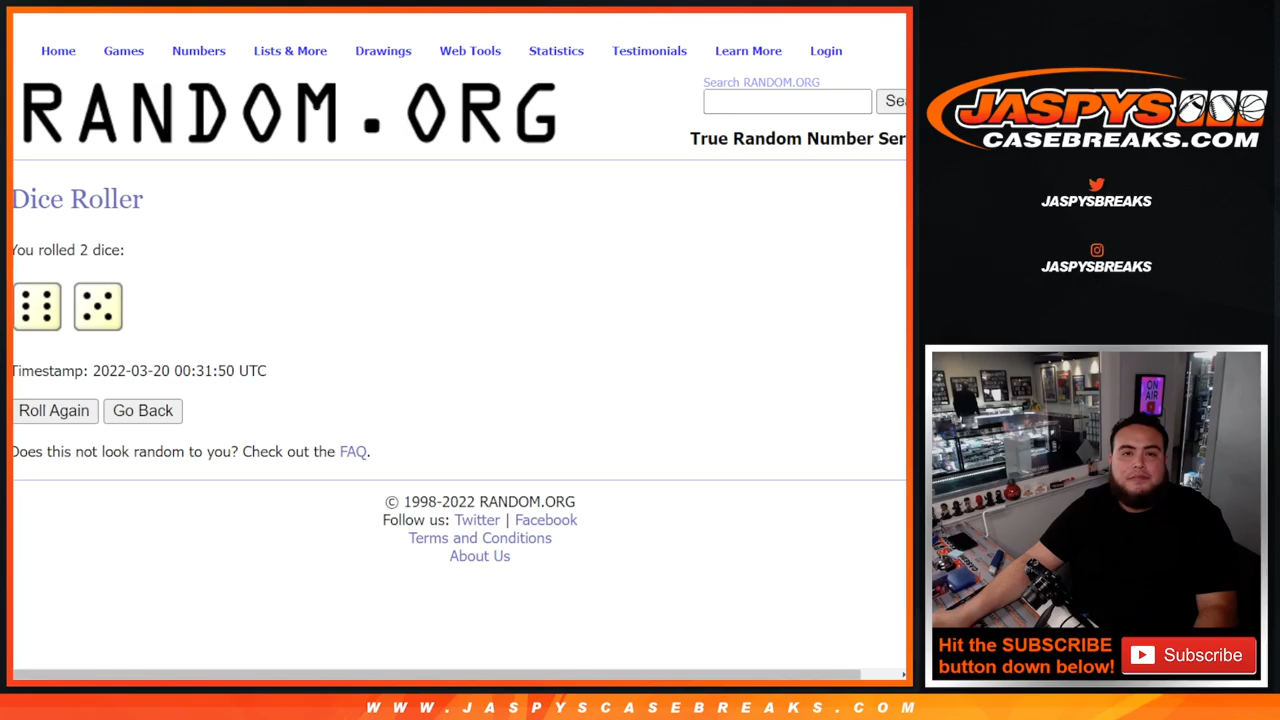 Home Games Numbers Lists & More Drawings Web Tools Statistics Testimonials Learn More Login
RANDOM.ORG
Search RANDOM.ORG
Sea
True Random Number Ser
Dice Roller
You rolled 2 dice:
Timestamp: 2022-03-20 00:31:50 UTC
Roll Again Go Back
Does this not look random to you? Check out the FAQ.
© 1998-2022 RANDOM.ORG
Follow us: Twitter | Facebook
Terms and Conditions
About Us
JASPYS
CASEBREAKS.COM
JASPYSBREAKS
JASPYSBREAKS
ON
AIR
Hit the SUBSCRIBE
button down below!
Subscribe
WWW.JASPYSCASEBREAKS.COM